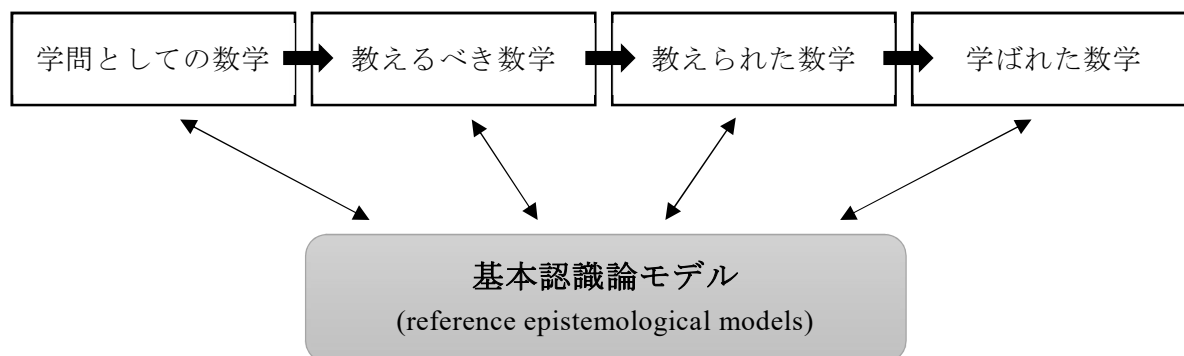 学問としての数学
教えるべき数学
教えられた数学
学ばれた数学
基本認識論モデル
(reference epistemological models)